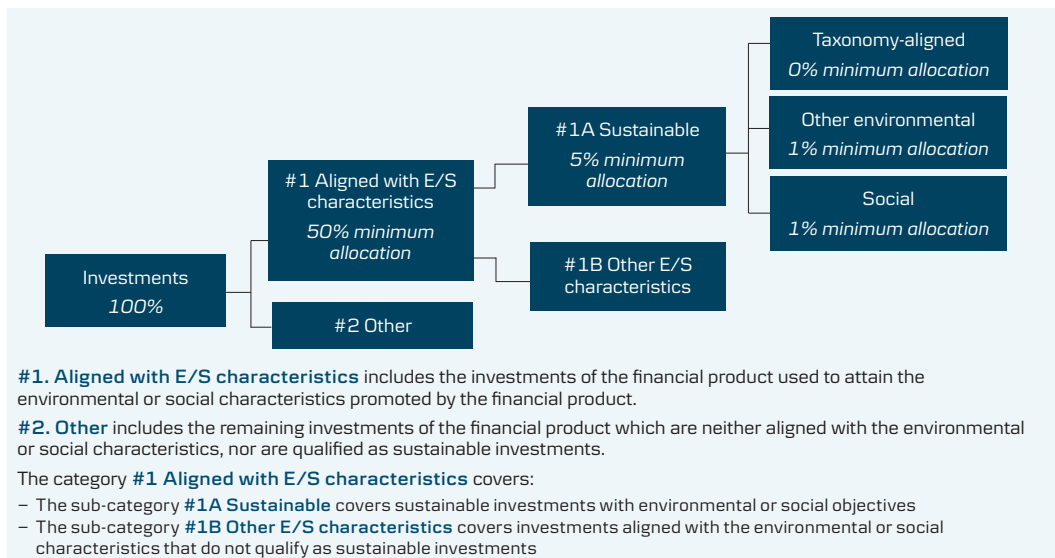 Taxonomy-aligned
0% minimum allocation
Other environmental
1% minimum allocation
Social
1% minimum allocation
#1A Sustainable
5% minimum
allocation
#1B Other E/S
characteristics
#1 Aligned with E/S
characteristics
50% minimum
allocation
#2 Other
Investments
100%
#1. Aligned with E/S characteristics includes the investments of the financial product used to attain the
environmental or social characteristics promoted by the financial product.
#2. Other includes the remaining investments of the financial product which are neither aligned with the environmental
or social characteristics, nor are qualified as sustainable investments.
The category #1 Aligned with E/S characteristics covers:
– The sub-category #1A Sustainable covers sustainable investments with environmental or social objectives
– The sub-category #1B Other E/S characteristics covers investments aligned with the environmental or social
characteristics that do not qualify as sustainable investments